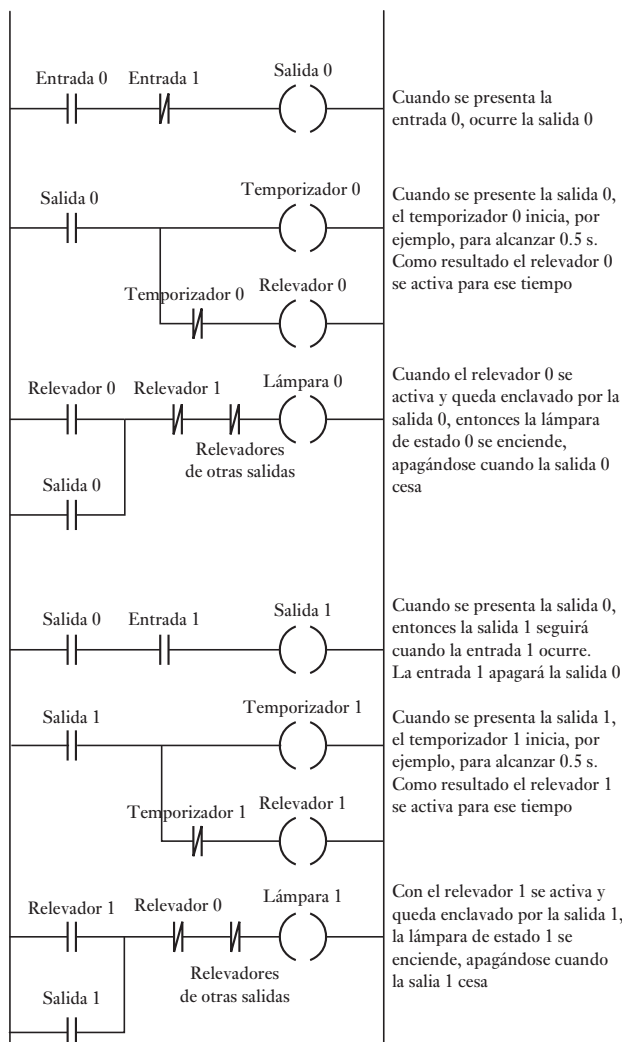 Entrada 0 Entrada 1 Salida 0
Cuando se presenta la
entrada 0, ocurre la salida 0
Salida 0 Temporizador 0
Cuando se presente la salida 0,
el temporizador 0 inicia, por
ejemplo, para alcanzar 0.5 s.
Como resultado el relevador 0
se activa para ese tiempo
Temporizador 0 Relevador 0
Relevador 0 Relevador 1 Lámpara 0
Relevadores
de otras salidas
Salida 0
Cuando el relevador 0 se
activa y queda enclavado por la
salida 0, entonces la lámpara
de estado 0 se enciende,
apagándose cuando la salida 0
cesa
Salida 0 Entrada 1 Salida 1
Cuando se presenta la salida 0,
entonces la salida 1 seguirá
cuando la entrada 1 ocurre.
La entrada 1 apagará la salida 0
Salida 1 Temporizador 1
Cuando se presenta la salida 1,
el temporizador 1 inicia, por
ejemplo, para alcanzar 0.5 s.
Como resultado el relevador 1
se activa para ese tiempo
Temporizador 1 Relevador 1
Relevador 1 Relevador 0 Lámpara 1
Relevadores
de otras salidas
Salida 1
Con el relevador 1 se activa y
queda enclavado por la salida 1,
la lámpara de estado 1 se
enciende, apagándose cuando
la salia 1 cesa